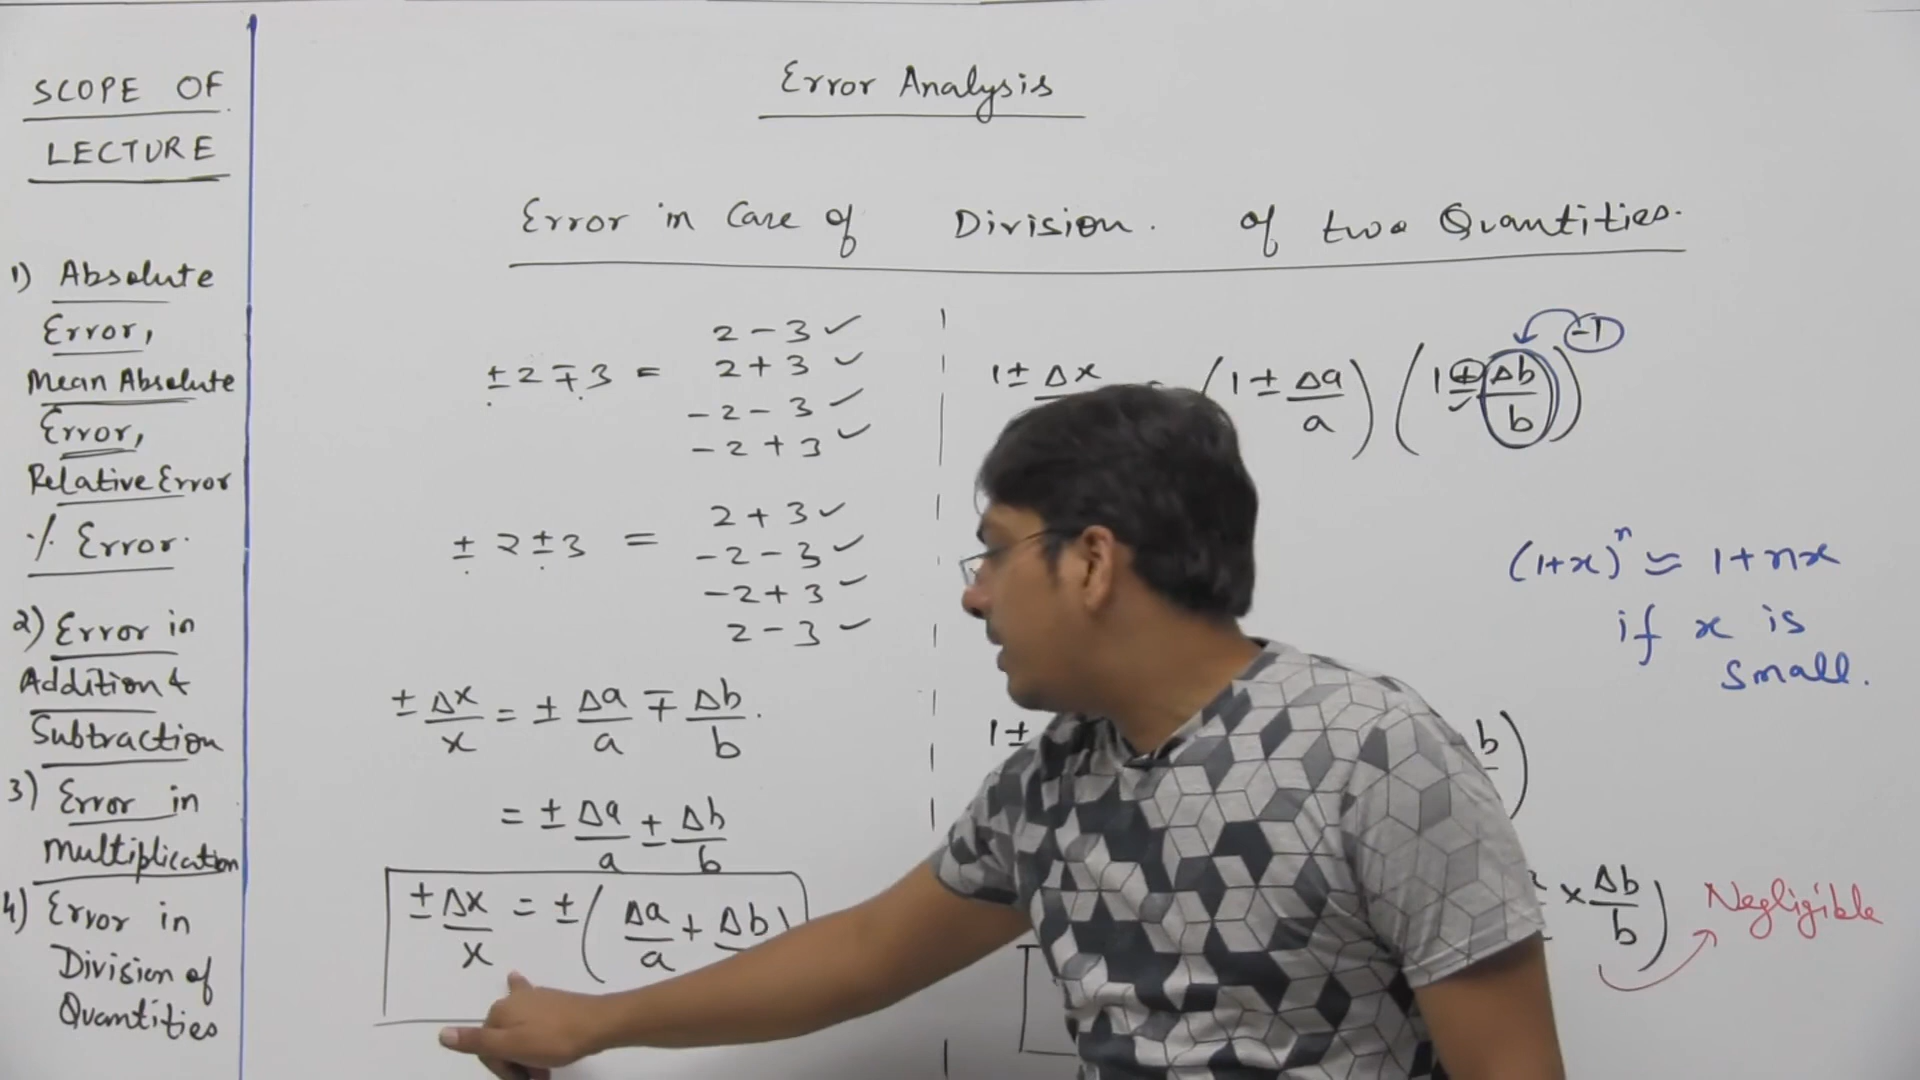 SCOPE OF
LECTURE
1) Absolute
Error,
Mean Absolute
Error,
Relative Error
% Error.
2) Error in
Addition &
Subtraction
3) Error in
Multiplication
4) Error in
Division of
Quantities
Error Analysis
Error in Case of Division. of two Quantities.
±2∓3 = 2-3 ✓
2+3 ✓
-2-3 ✓
-2+3 ✓
±2±3 = 2+3 ✓
-2-3 ✓
-2+3 ✓
2-3 ✓
±Δx/x = ±Δa/a ∓ Δb/b.
= ±Δa/a ± Δb/b
±Δx/x = ±(Δa/a + Δb
1±Δx (1±Δa/a) (1±Δb/b)^-1
(1+x)^n ≈ 1+nx
if x is
small.
1± b)
× Δb/b) Negligible